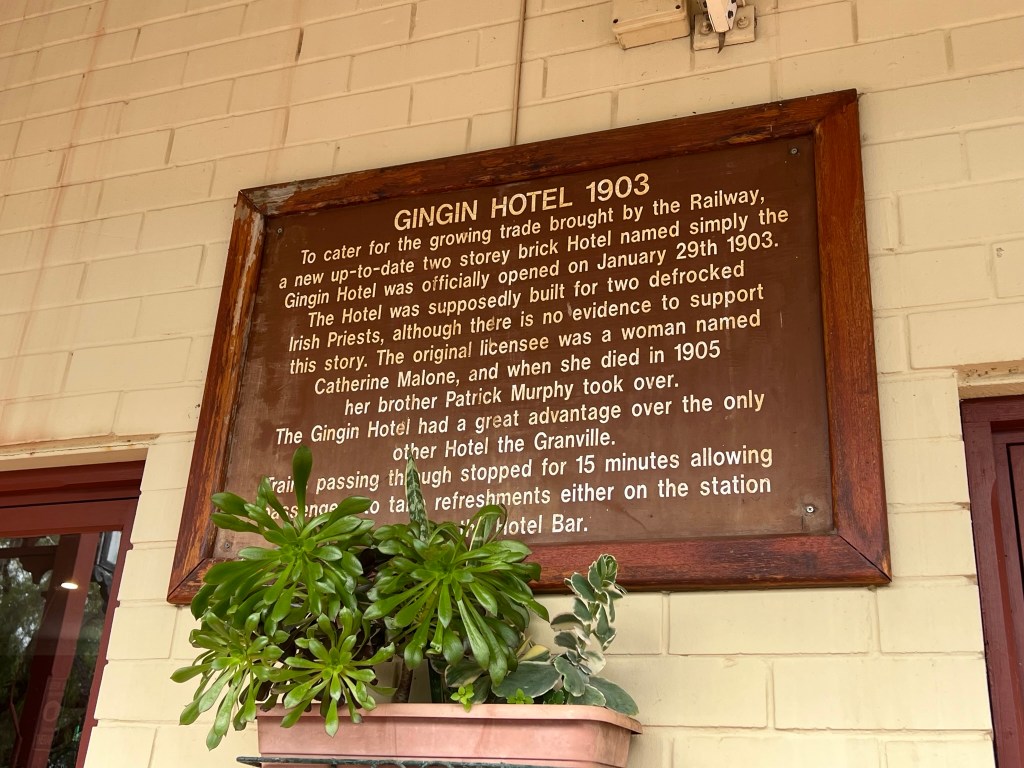 GINGIN HOTEL 1903
To cater for the growing trade brought by the Railway,
a new up-to-date two storey brick Hotel named simply the
Gingin Hotel was officially opened on January 29th 1903.
The Hotel was supposedly built for two defrocked
Irish Priests, although there is no evidence to support
this story. The original licensee was a woman named
Catherine Malone, and when she died in 1905
her brother Patrick Murphy took over.
The Gingin Hotel had a great advantage over the only
other Hotel the Granville.
Trains passing through stopped for 15 minutes allowing
passengers to take refreshments either on the station
Hotel Bar.